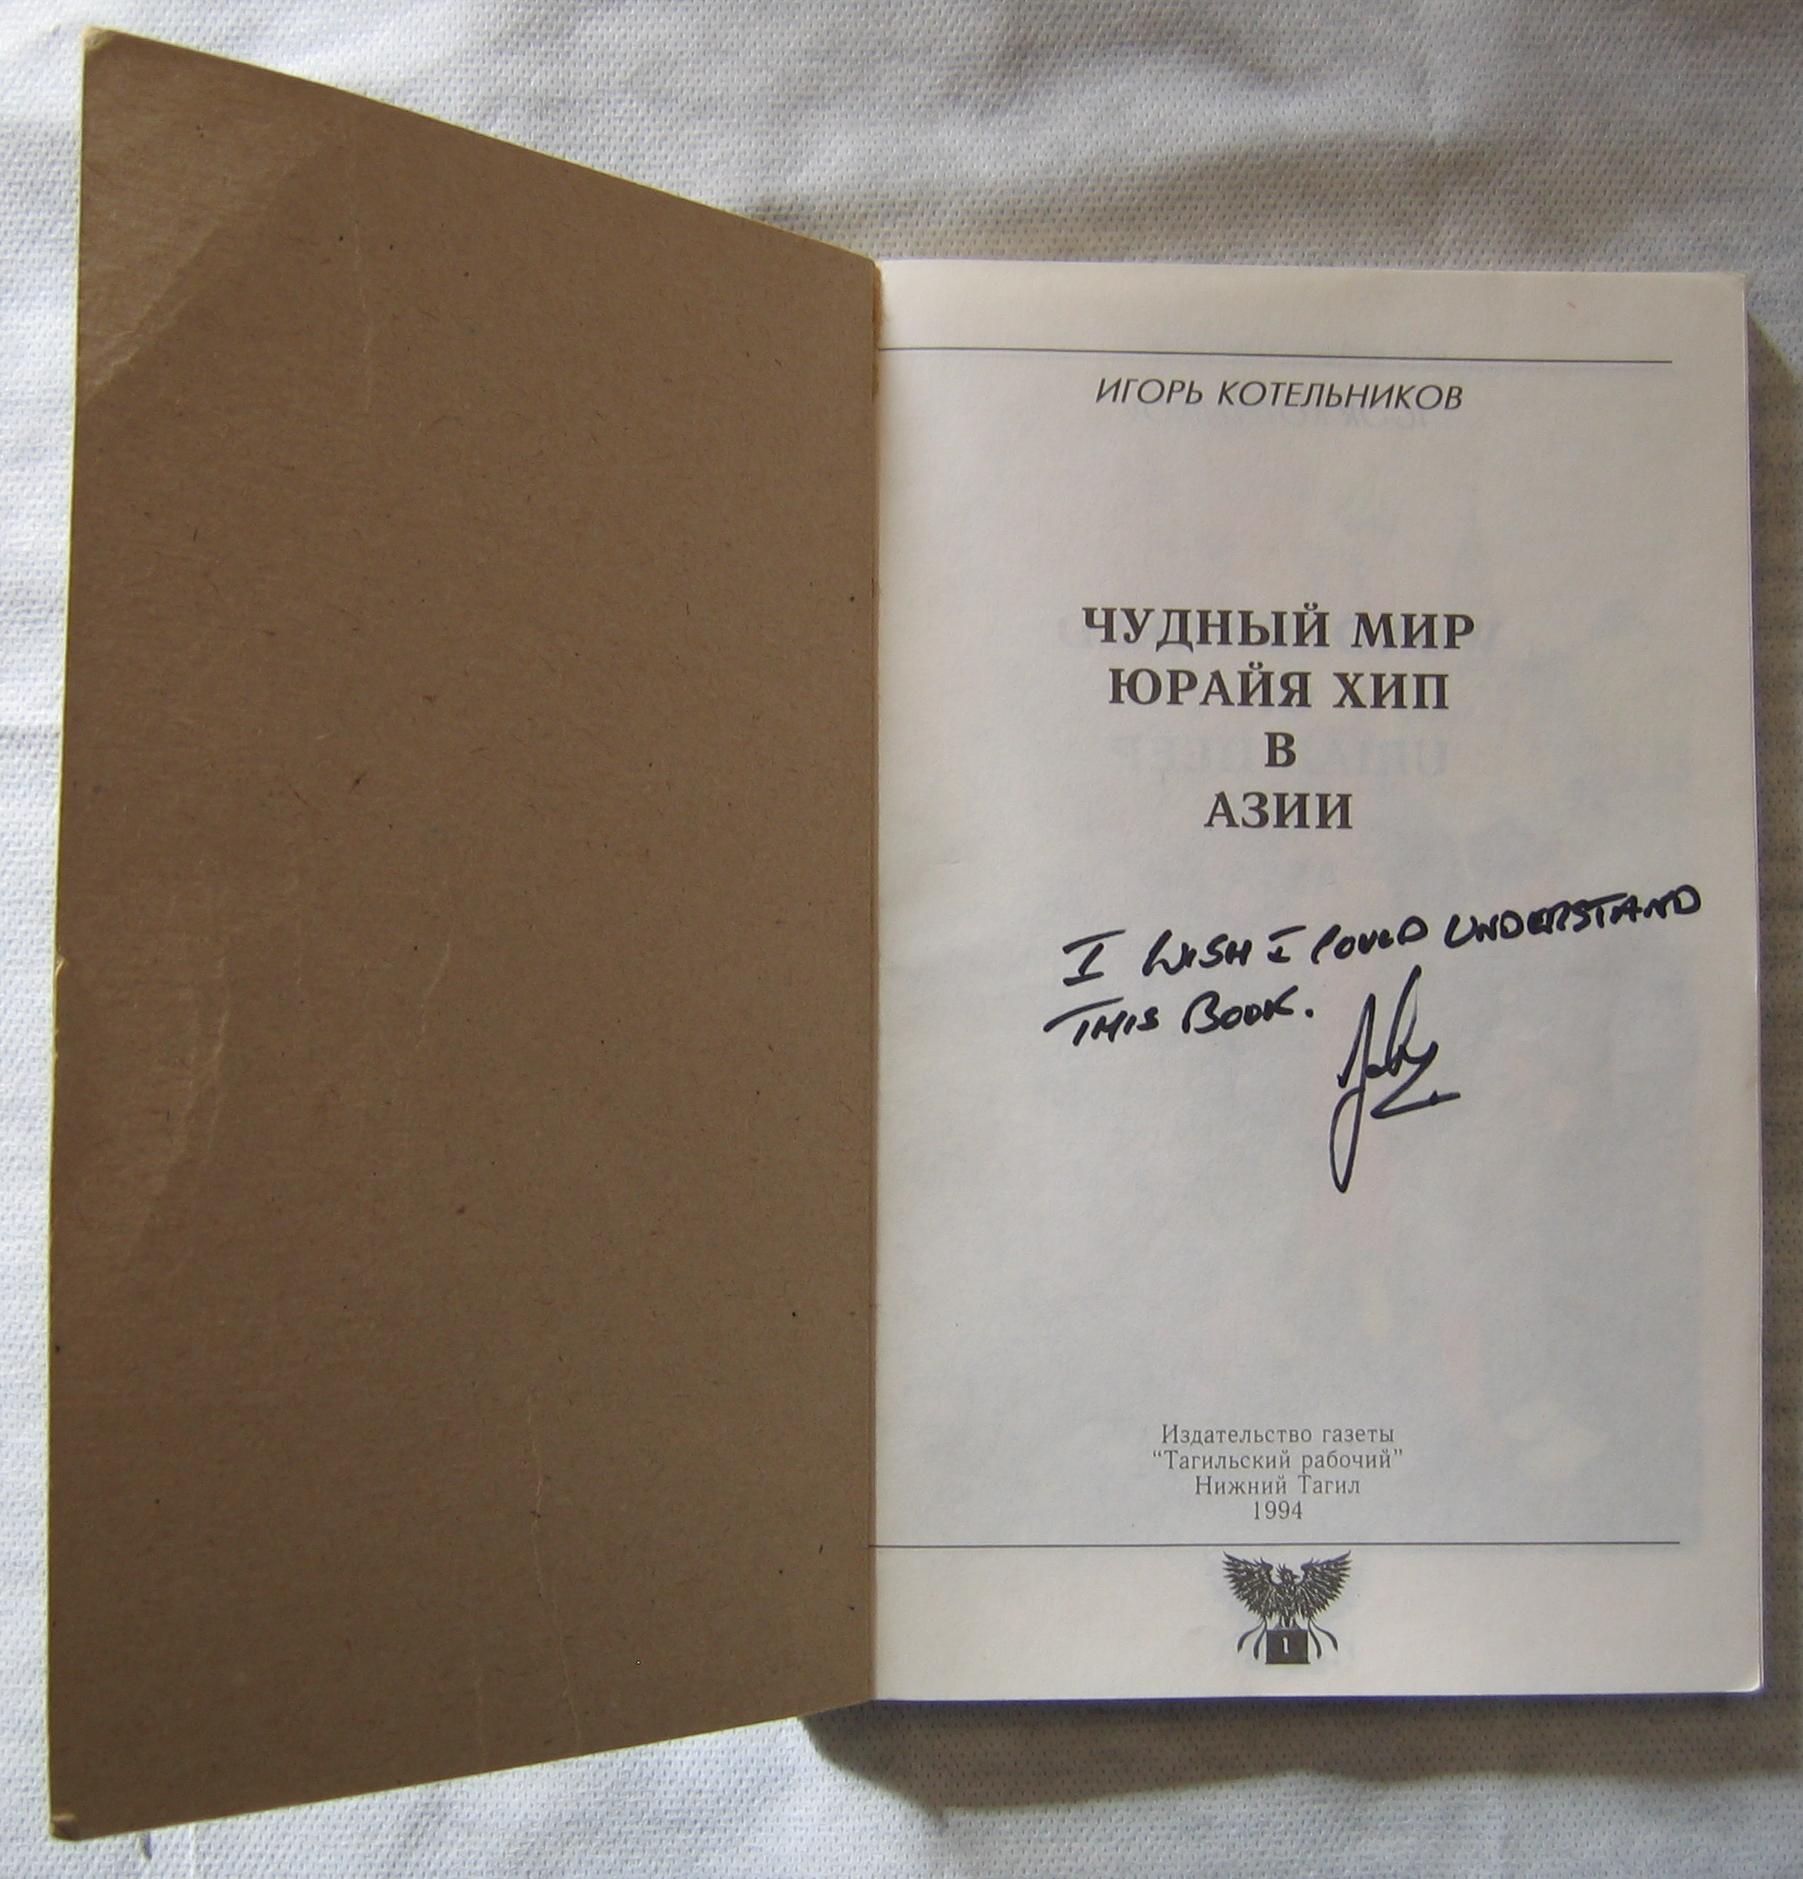 ИГОРЬ КОТЕЛЬНИКОВ
ЧУДНЫЙ МИР
ЮРАЙЯ ХИП
В
АЗИИ
I WISH I COULD UNDERSTAND
THIS BOOK.
Издательство газеты
"Тагильский рабочий"
Нижний Тагил
1994
1